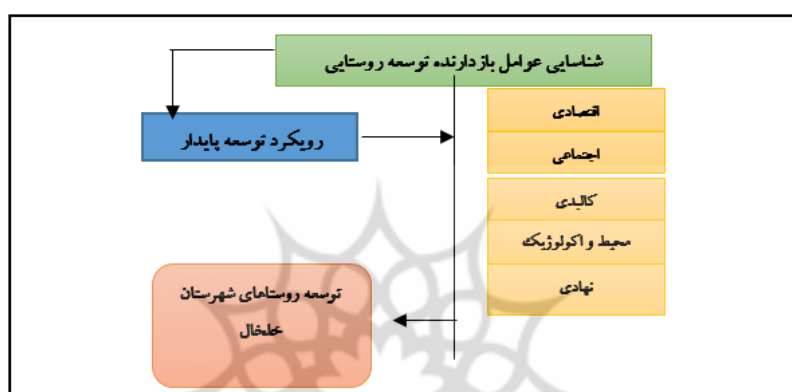 شناسایی عوامل بازدارنده توسعه روستایی
اقتصادی
رویکرد توسعه پایدار
اجتماعی
کالبدی
محیط و اکولوژیک
توسعه روستاهای شهرستان
خلخال
نهادی